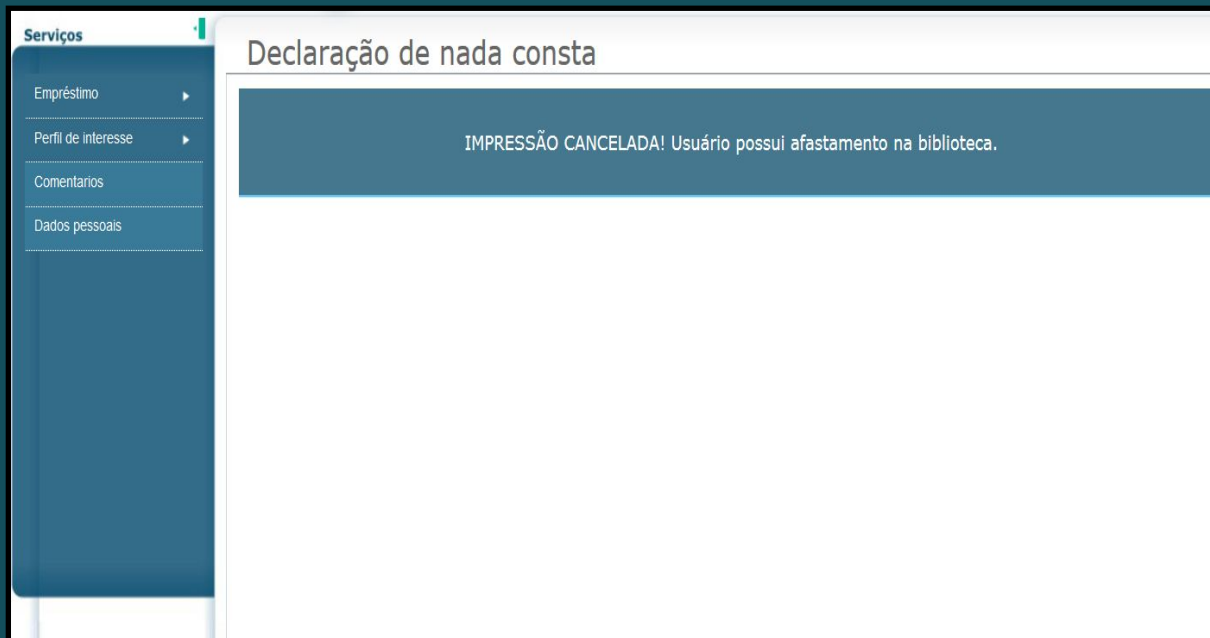 Serviços
Declaração de nada consta
Empréstimo
Perfil de interesse
Comentarios
Dados pessoais
IMPRESSÃO CANCELADA! Usuário possui afastamento na biblioteca.